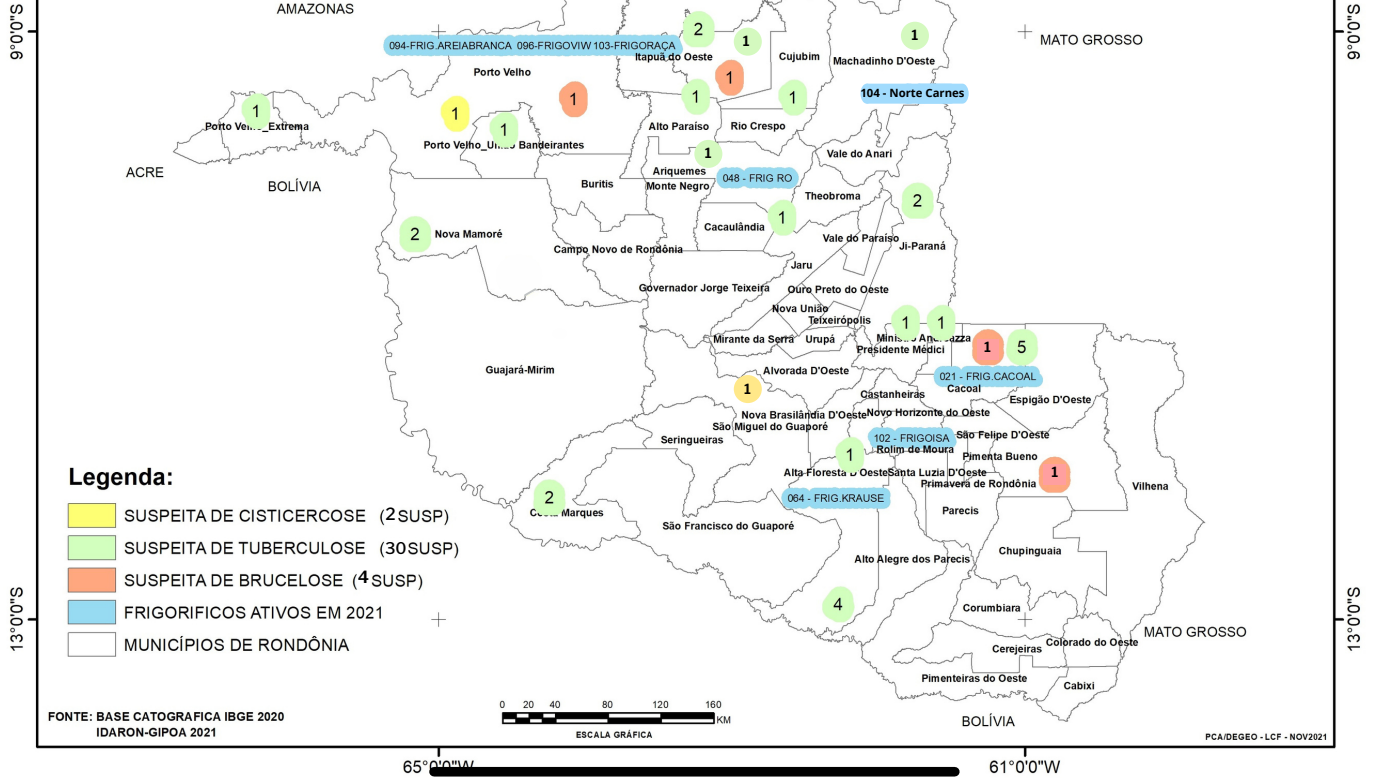 AMAZONAS
9°0'0"S
9°0'0"S
2
1
1
MATO GROSSO
094-FRIG.AREIABRANCA 096-FRIGOVIW 103-FRIGORAÇA
Itapuã do Oeste
Cujubim
Machadinho D'Oeste
Porto Velho
1
104 - Norte Carnes
1
1
1
1
1
1
Porto Velho_Extrema
Alto Paraíso
Rio Crespo
Porto Velho_União Bandeirantes
1
Vale do Anari
ACRE
BOLÍVIA
Ariquemes
048 - FRIG RO
Buritis
Monte Negro
Theobroma
2
1
Cacaulândia
2
Nova Mamoré
Vale do Paraíso
Ji-Paraná
Campo Novo de Rondônia
Jaru
Governador Jorge Teixeira
Ouro Preto do Oeste
Nova União
Teixeirópolis
1
1
Mirante da Serra
Urupá
Ministro Andreazza
Presidente Médici
1
5
Guajará-Mirim
Alvorada D'Oeste
021 - FRIG.CACOAL
Cacoal
1
Castanheiras
Espigão D'Oeste
Nova Brasilândia D'Oeste
Novo Horizonte do Oeste
São Miguel do Guaporé
Seringueiras
102 - FRIGOISA
São Felipe D'Oeste
Rolim de Moura
1
Pimenta Bueno
Alta Floresta D'Oeste
Santa Luzia D'Oeste
1
Primavera de Rondônia
Vilhena
064 - FRIG.KRAUSE
2
Costa Marques
Parecis
São Francisco do Guaporé
Chupinguaia
Alto Alegre dos Parecis
4
Corumbiara
MATO GROSSO
Colorado do Oeste
Cerejeiras
Pimenteiras do Oeste
Cabixi
BOLÍVIA
Legenda:
SUSPEITA DE CISTICERCOSE (2 SUSP)
SUSPEITA DE TUBERCULOSE (30 SUSP)
SUSPEITA DE BRUCELOSE (4 SUSP)
FRIGORIFICOS ATIVOS EM 2021
MUNICÍPIOS DE RONDÔNIA
13°0'0"S
13°0'0"S
0 20 40 80 120 160
KM
ESCALA GRÁFICA
FONTE: BASE CATOGRAFICA IBGE 2020
IDARON-GIPOA 2021
PCA/DEGEO - LCF - NOV2021
65°0'0"W
61°0'0"W